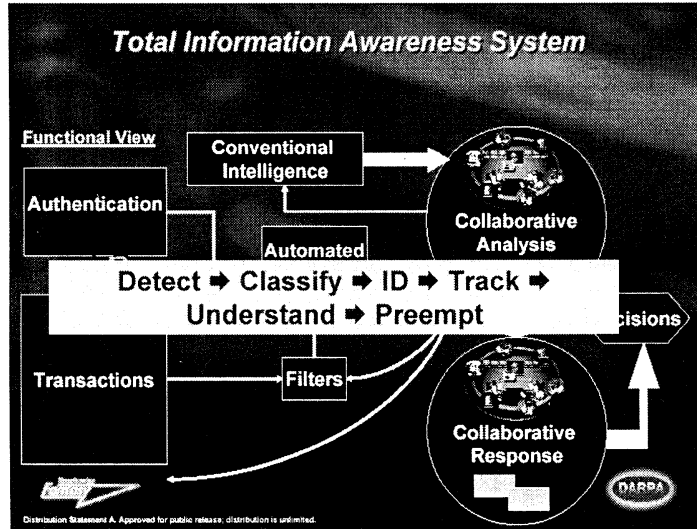 Total Information Awareness System
Functional View
Conventional
Intelligence
Authentication
Collaborative
Analysis
Automated
Detect ➡ Classify ➡ ID ➡ Track ➡
Understand ➡ Preempt
cisions
Transactions
Filters
Collaborative
Response
DARPA
Distribution Statement A. Approved for public release; distribution is unlimited.